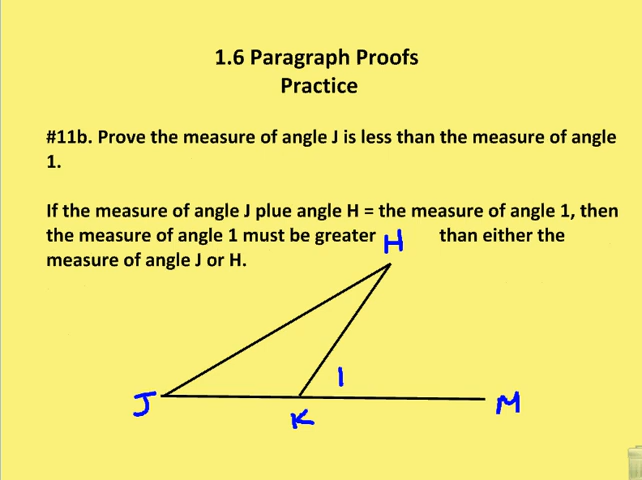 1.6 Paragraph Proofs
Practice
#11b. Prove the measure of angle J is less than the measure of angle
1.
If the measure of angle J plue angle H = the measure of angle 1, then
the measure of angle 1 must be greater than either the
measure of angle J or H.
H
1
J
K
M